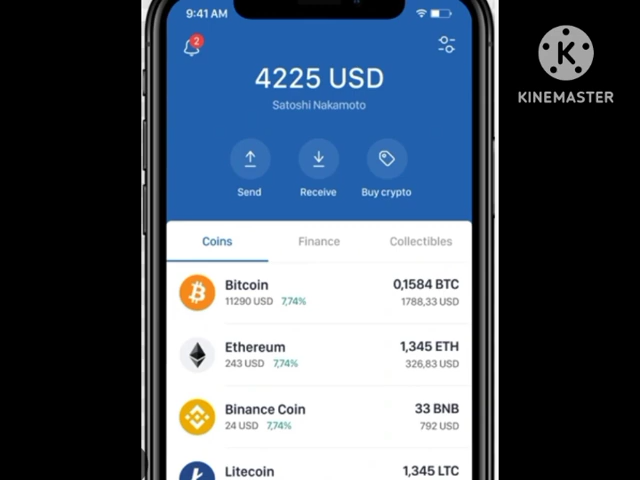 9:41 AM
2
4225 USD
Satoshi Nakamoto
Send Receive Buy crypto
Coins Finance Collectibles
Bitcoin 0,1584 BTC
11290 USD 7,74% 1788,33 USD
Ethereum 1,345 ETH
243 USD 7,74% 326,83 USD
Binance Coin 33 BNB
24 USD 7,74% 792 USD
Litecoin 1,345 LTC
K
KINEMASTER